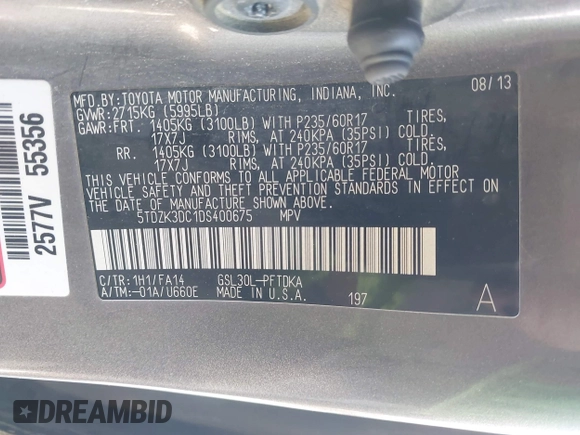 MFD.BY:TOYOTA MOTOR MANUFACTURING, INDIANA, INC. 08/13
GVWR:2715KG (5995LB)
GAWR:FRT. 1405KG (3100LB) WITH P235/60R17 TIRES,
17X7J RIMS, AT 240KPA (35PSI) COLD.
RR. 1405KG (3100LB) WITH P235/60R17 TIRES,
17X7J RIMS, AT 240KPA (35PSI) COLD.
THIS VEHICLE CONFORMS TO ALL APPLICABLE FEDERAL MOTOR
VEHICLE SAFETY AND THEFT PREVENTION STANDARDS IN EFFECT ON
THE DATE OF MANUFACTURE SHOWN ABOVE.
5TDZK3DC1DS400675 MPV
C/TR:1H1/FA14 GSL30L-PFTDKA
A/TM:-01A/U660E MADE IN U.S.A. 197 A
2577V 55356
DREAMBID